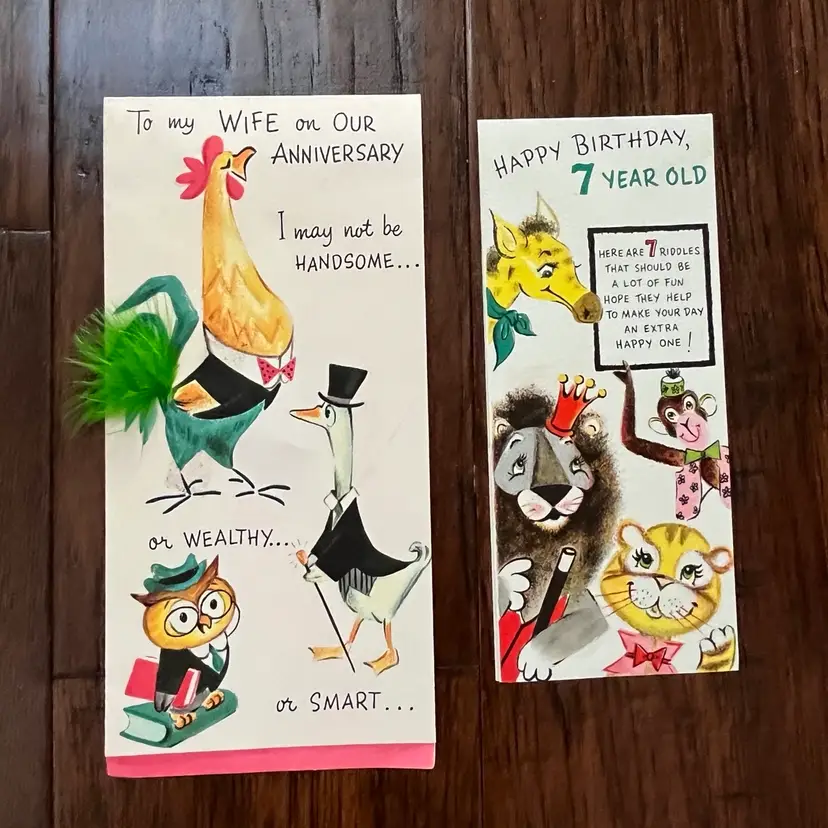 To my WIFE on OUR
ANNIVERSARY
I may not be
HANDSOME...
or WEALTHY...
or SMART...
HAPPY BIRTHDAY,
7 YEAR OLD
HERE ARE 7 RIDDLES
THAT SHOULD BE
A LOT OF FUN
HOPE THEY HELP
TO MAKE YOUR DAY
AN EXTRA
HAPPY ONE!